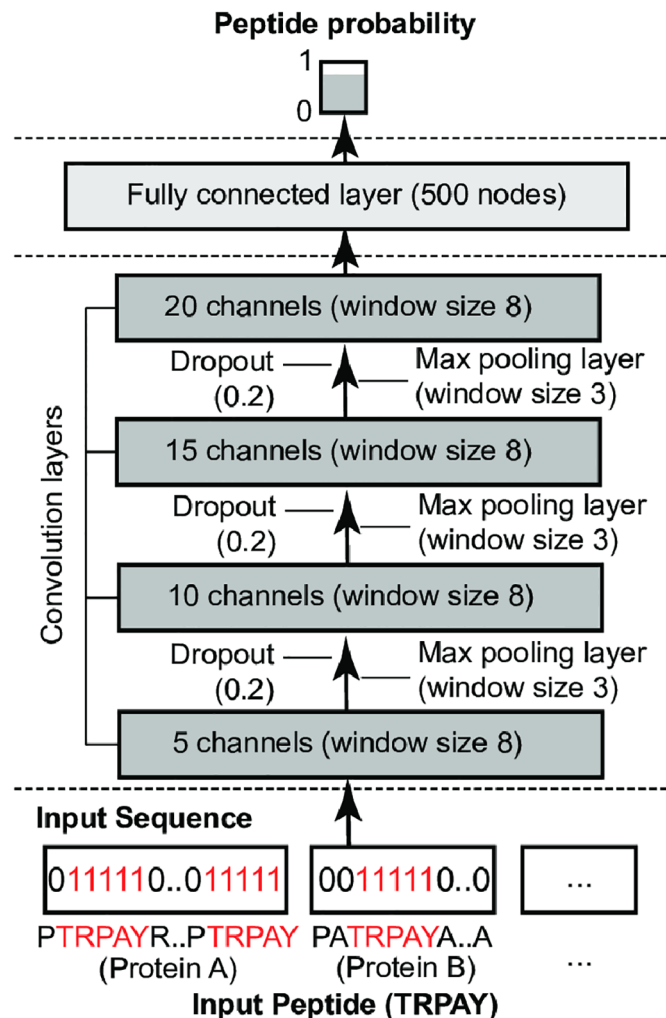 Peptide probability
1
0
Fully connected layer (500 nodes)
20 channels (window size 8)
Dropout
(0.2)
Max pooling layer
(window size 3)
15 channels (window size 8)
Dropout
(0.2)
Max pooling layer
(window size 3)
10 channels (window size 8)
Dropout
(0.2)
Max pooling layer
(window size 3)
5 channels (window size 8)
Convolution layers
Input Sequence
0111110..011111
00111110..0
...
PTRPAYR..PTRPAY
PATRPAYA..A
(Protein A)
(Protein B)
...
Input Peptide (TRPAY)